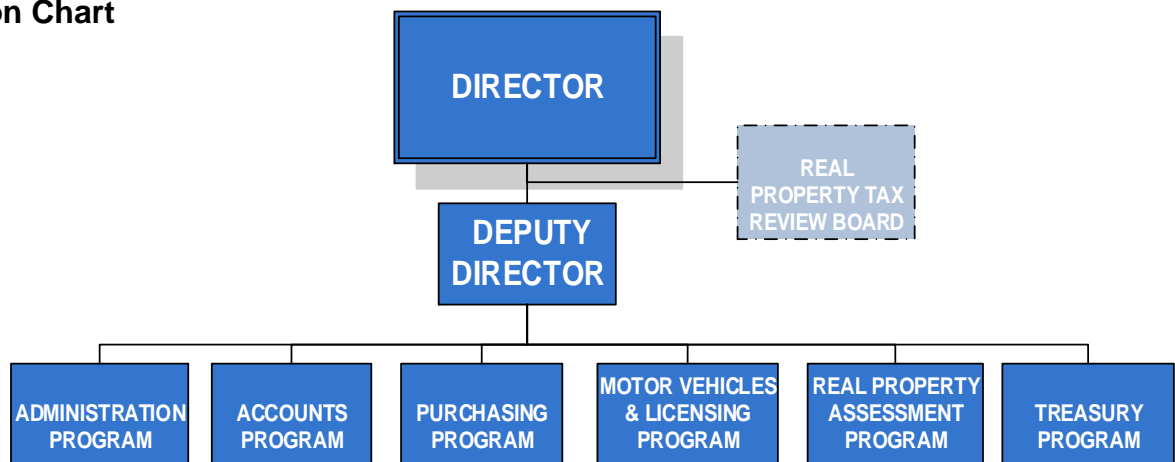 on Chart
DIRECTOR
REAL
PROPERTY TAX
REVIEW BOARD
DEPUTY
DIRECTOR
ADMINISTRATION
PROGRAM
ACCOUNTS
PROGRAM
PURCHASING
PROGRAM
MOTOR VEHICLES
& LICENSING
PROGRAM
REAL PROPERTY
ASSESSMENT
PROGRAM
TREASURY
PROGRAM